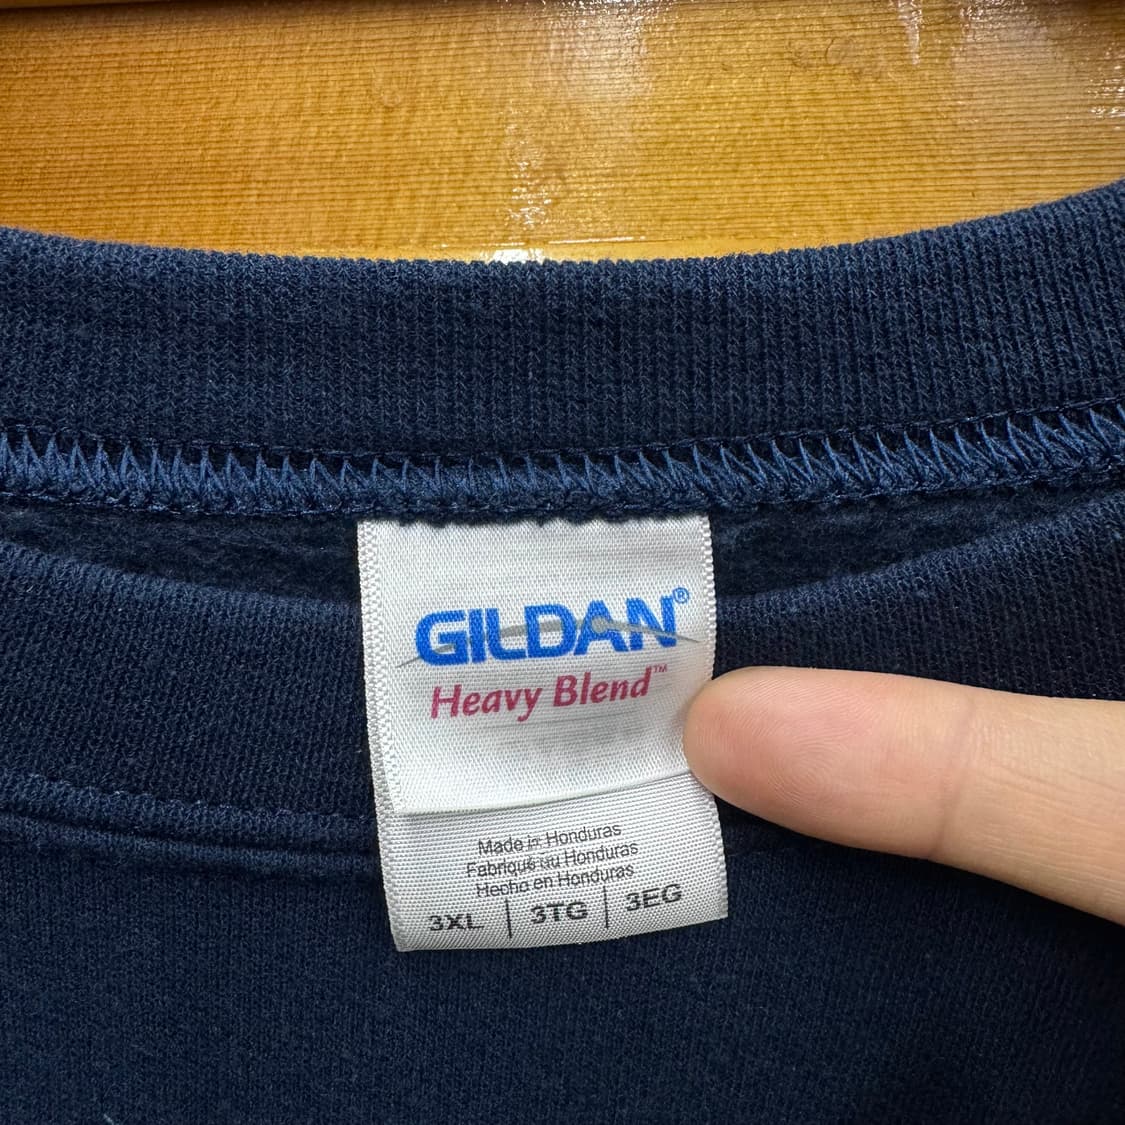 GILDAN®
Heavy Blend™
Made in Honduras
Fabriqué au Honduras
Hecho en Honduras
3XL | 3TG | 3EG